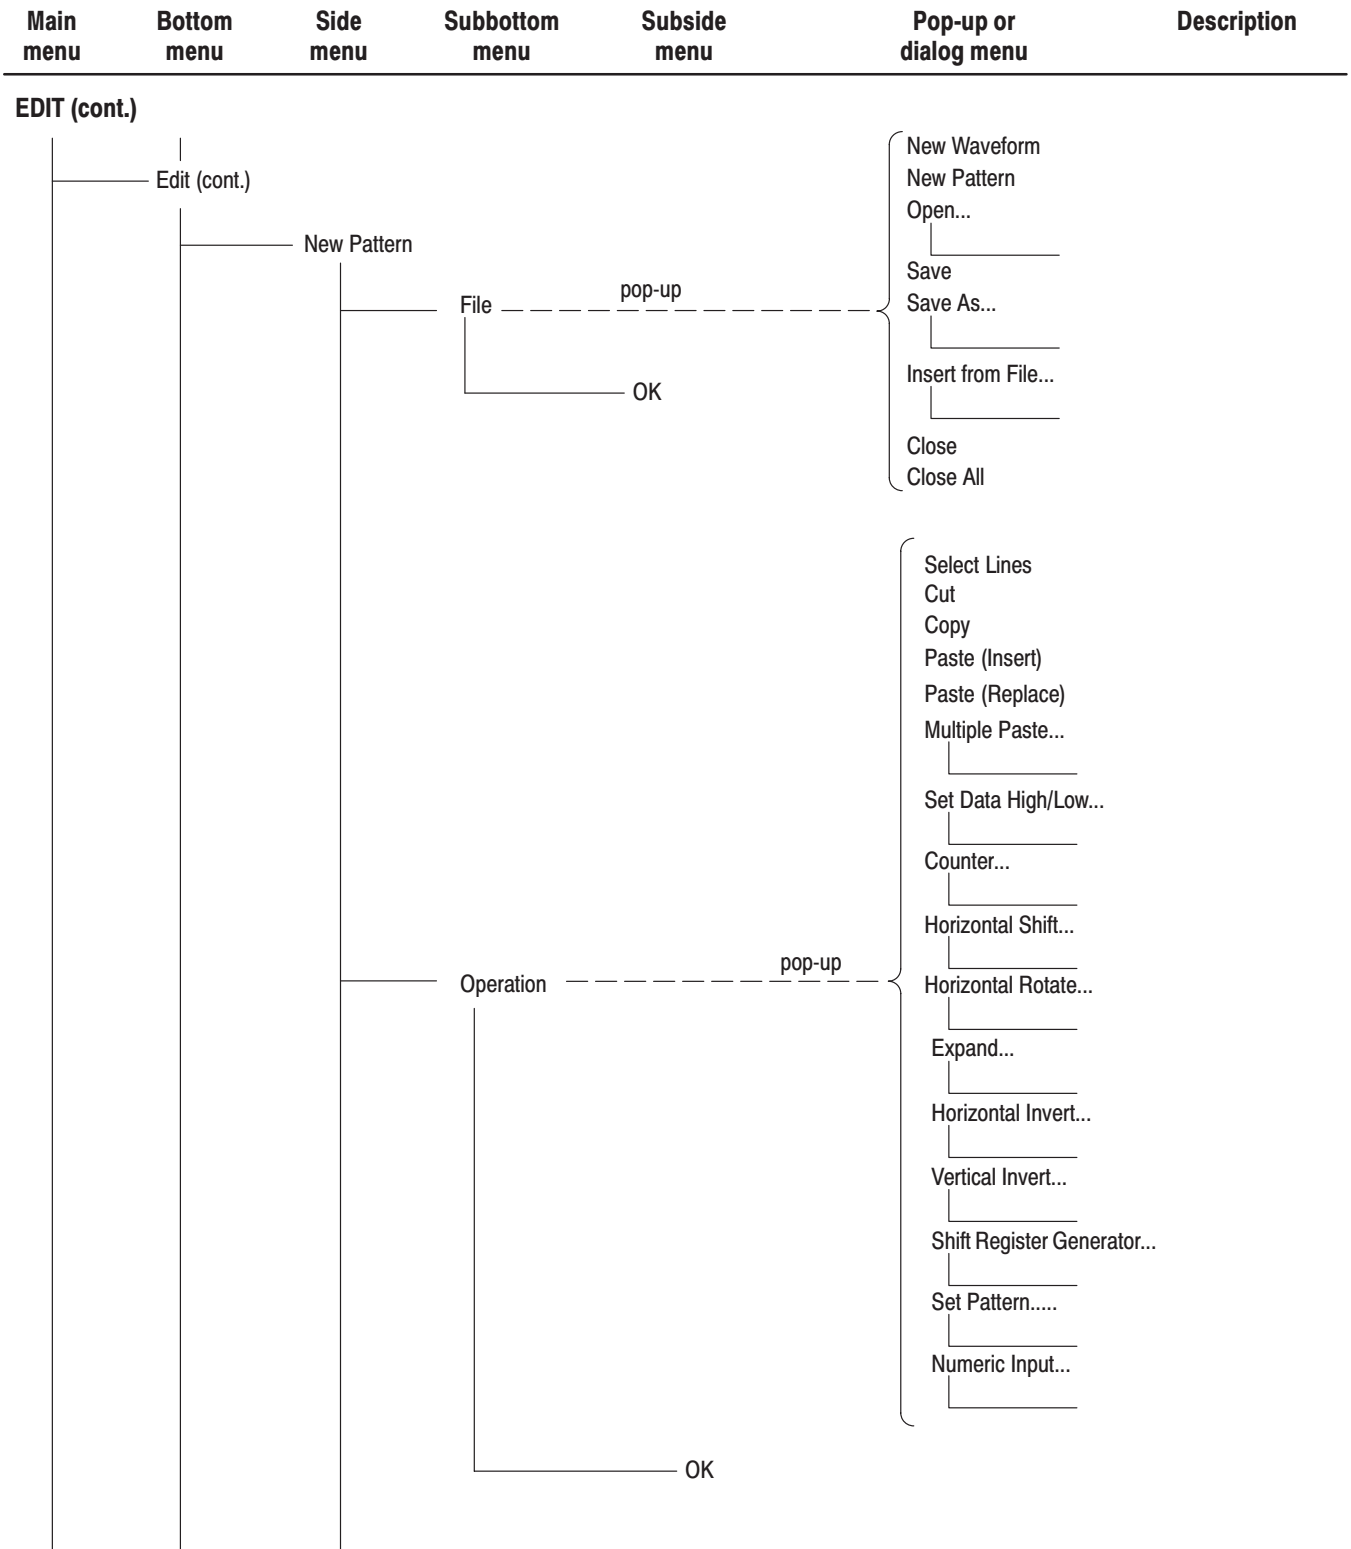 Main menu
Bottom menu
Side menu
Subbottom menu
Subside menu
Pop-up or dialog menu
Description
EDIT (cont.)
Edit (cont.)
New Pattern
File
pop-up
OK
New Waveform
New Pattern
Open...
Save
Save As...
Insert from File...
Close
Close All
Operation
pop-up
Select Lines
Cut
Copy
Paste (Insert)
Paste (Replace)
Multiple Paste...
Set Data High/Low...
Counter...
Horizontal Shift...
Horizontal Rotate...
Expand...
Horizontal Invert...
Vertical Invert...
Shift Register Generator...
Set Pattern.....
Numeric Input...
OK